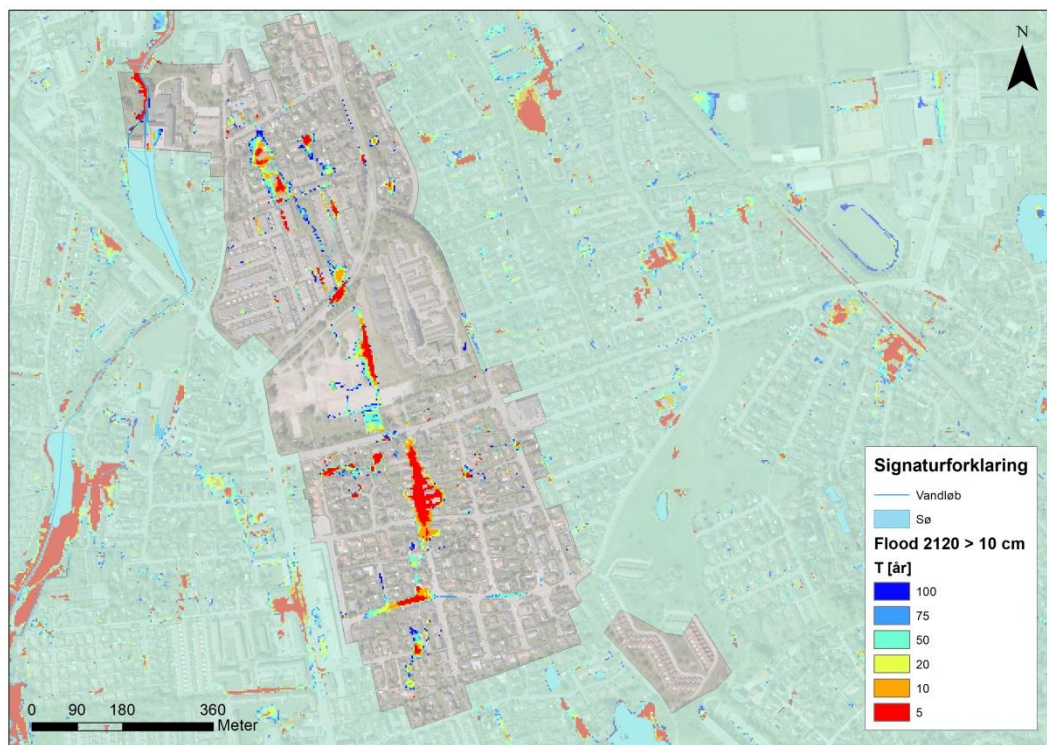 N
Signaturforklaring
Vandløb
Sø
Flood 2120 > 10 cm
T [år]
100
75
50
20
10
5
0 90 180 360
Meter